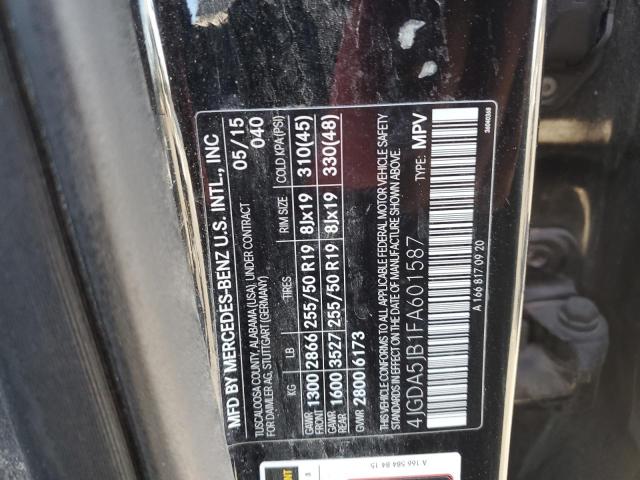 MFD BY MERCEDES-BENZ U.S. INTL., INC
TUSCALOOSA COUNTY, ALABAMA (USA), UNDER CONTRACT 05/15
FOR DAIMLER AG, STUTTGART (GERMANY) 040
KG LB TIRES RIM SIZE COLD KPA (PSI)
GAWR FRONT 1300 2866 255/50 R19 8Jx19 310(45)
GAWR REAR 1600 3527 255/50 R19 8Jx19 330(48)
GVWR 2800 6173
THIS VEHICLE CONFORMS TO ALL APPLICABLE FEDERAL MOTOR VEHICLE SAFETY
STANDARDS IN EFFECT ON THE DATE OF MANUFACTURE SHOWN ABOVE.
4JGDA5JB1FA601587 TYPE: MPV
A 166 817 09 20
A 166 584 84 15